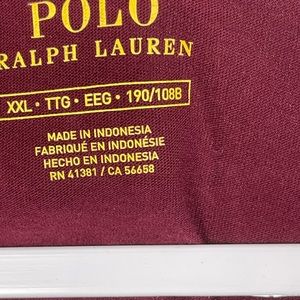 POLO
RALPH LAUREN
XXL • TTG • EEG • 190/108B
MADE IN INDONESIA
FABRIQUÉ EN INDONÉSIE
HECHO EN INDONESIA
RN 41381 / CA 56658